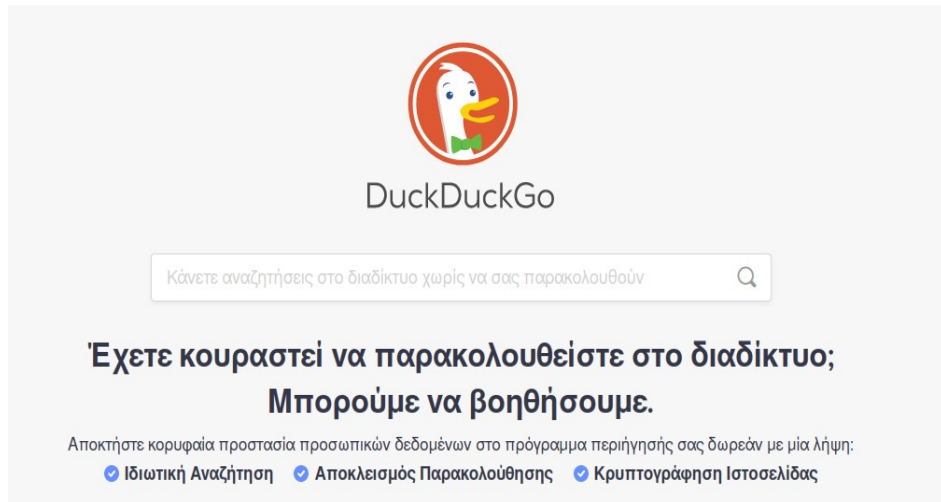 DuckDuckGo
Κάνετε αναζητήσεις στο διαδίκτυο χωρίς να σας παρακολουθούν
Έχετε κουραστεί να παρακολουθείστε στο διαδίκτυο;
Μπορούμε να βοηθήσουμε.
Αποκτήστε κορυφαία προστασία προσωπικών δεδομένων στο πρόγραμμα περιήγησής σας δωρεάν με μία λήψη:
Ιδιωτική Αναζήτηση Αποκλεισμός Παρακολούθησης Κρυπτογράφηση Ιστοσελίδας